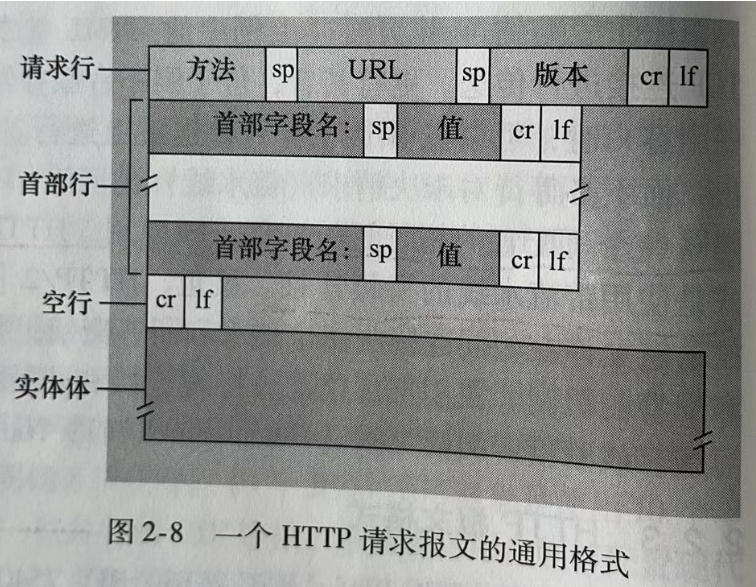 请求行 方法 sp URL sp 版本 cr lf
首部字段名: sp 值 cr lf
首部行
首部字段名: sp 值 cr lf
空行 cr lf
实体体
图 2-8 一个 HTTP 请求报文的通用格式